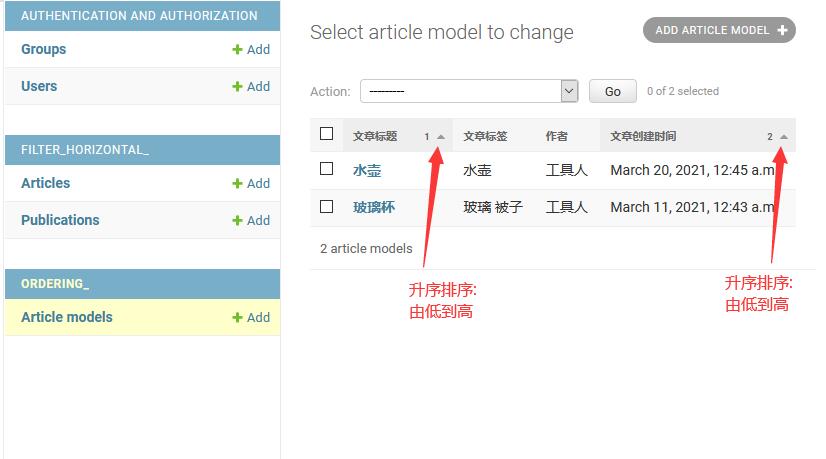 AUTHENTICATION AND AUTHORIZATION
Groups + Add
Users + Add
FILTER_HORIZONTAL_
Articles + Add
Publications + Add
ORDERING_
Article models + Add
Select article model to change
ADD ARTICLE MODEL +
Action: --------- Go 0 of 2 selected
文章标题 1 文章标签 作者 文章创建时间 2
水壶 水壶 工具人 March 20, 2021, 12:45 a.m
玻璃杯 玻璃 被子 工具人 March 11, 2021, 12:43 a.m
2 article models
升序排序:
由低到高
升序排序:
由低到高